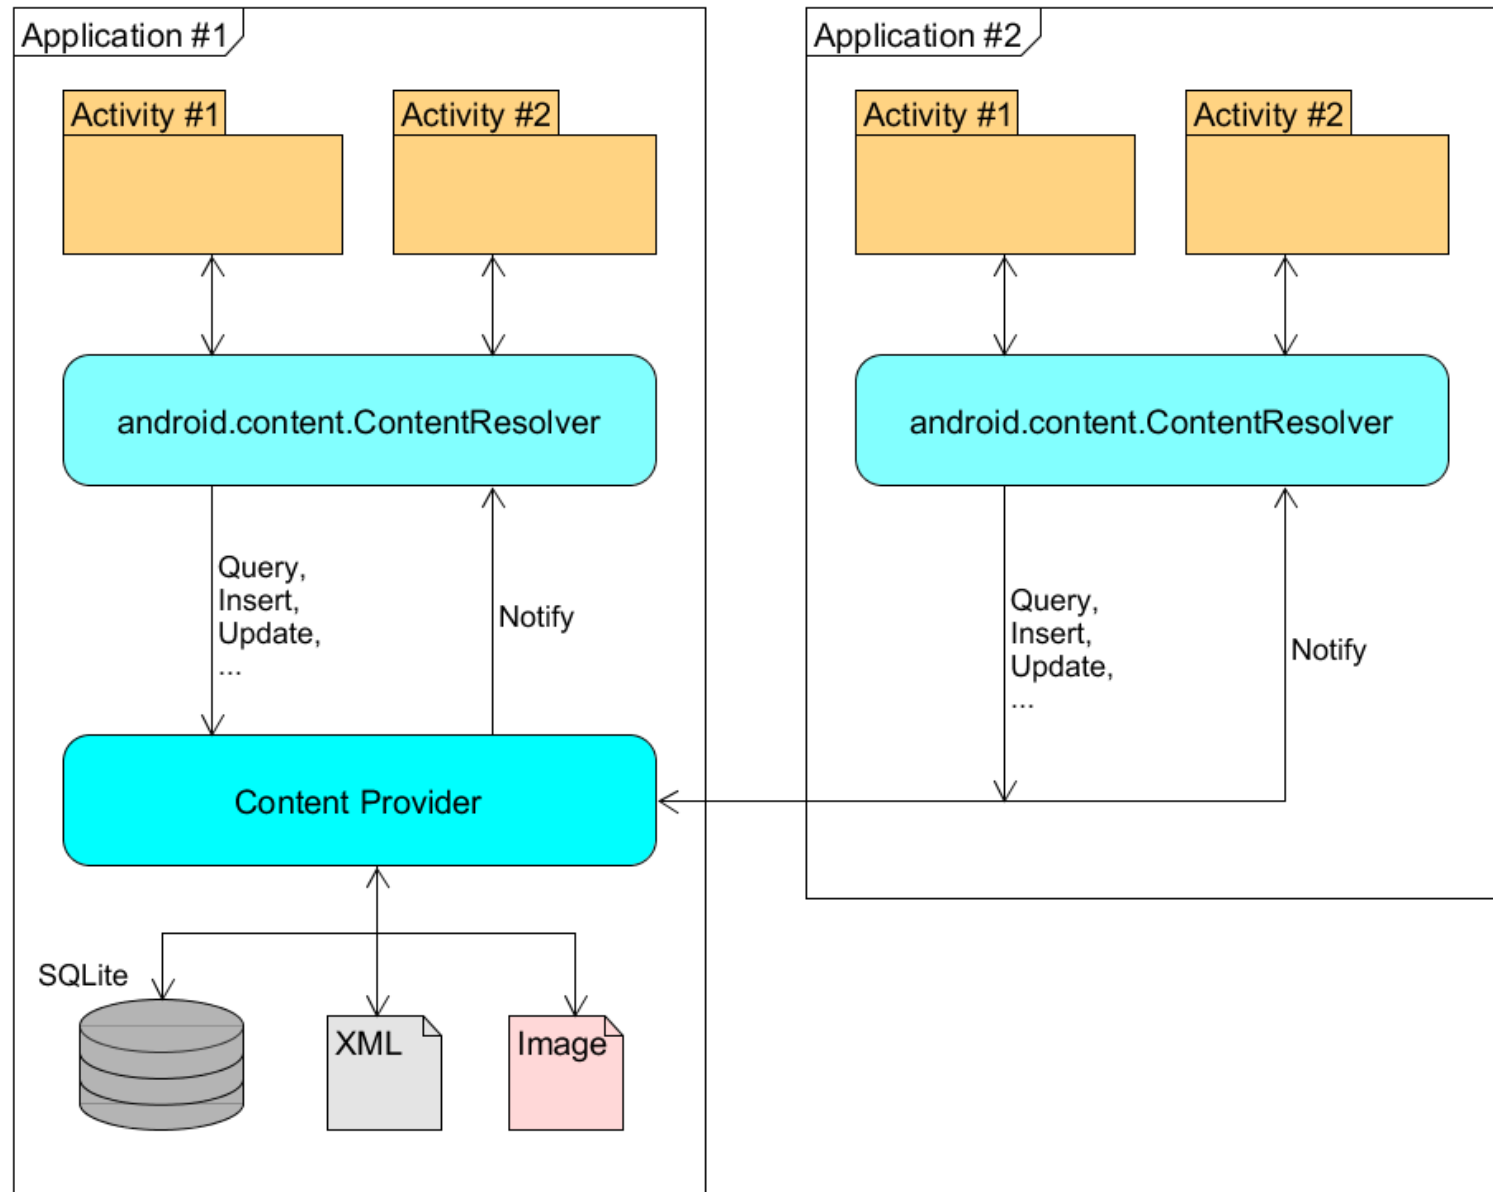 Application #1
Activity #1
Activity #2
android.content.ContentResolver
Query,
Insert,
Update,
...
Notify
Content Provider
SQLite
XML
Image
Application #2
Activity #1
Activity #2
android.content.ContentResolver
Query,
Insert,
Update,
...
Notify